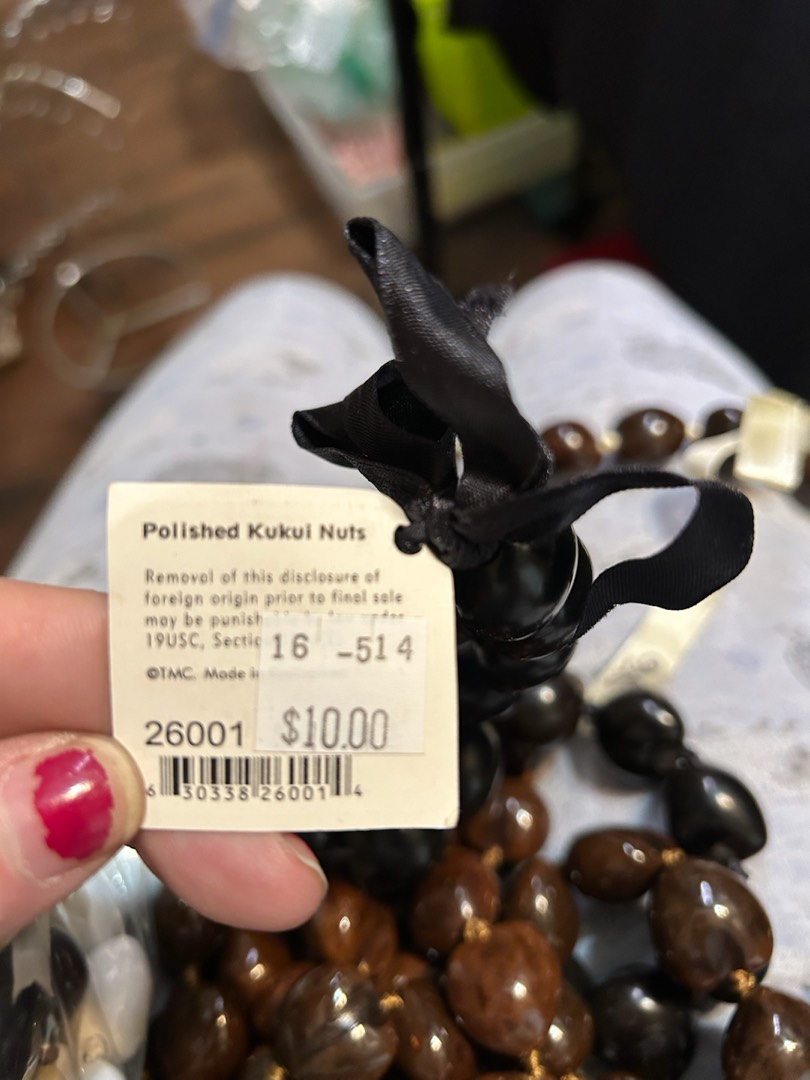 Polished Kukui Nuts
Removal of this disclosure of
foreign origin prior to final sale
may be punish
19USC, Sectio
16 -514
©TMC. Made in
$10.00
26001
6 30338 26001 4